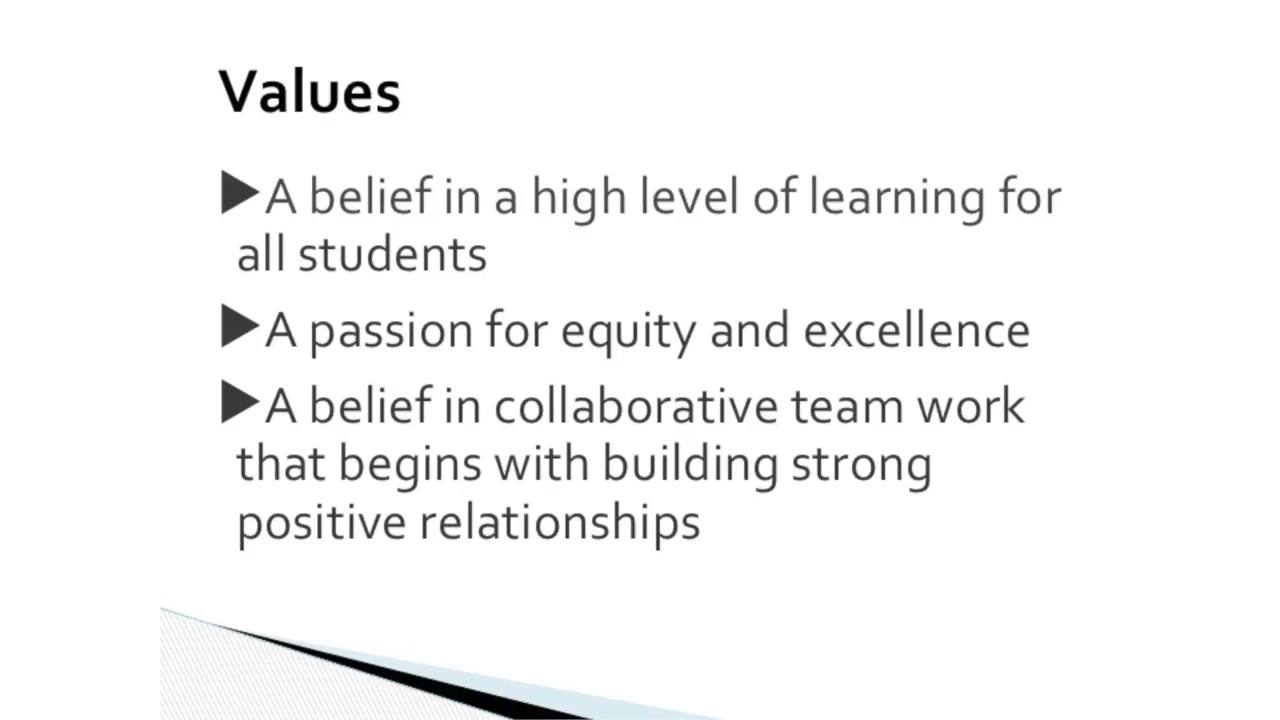 Values
▶A belief in a high level of learning for
all students
▶A passion for equity and excellence
▶A belief in collaborative team work
that begins with building strong
positive relationships